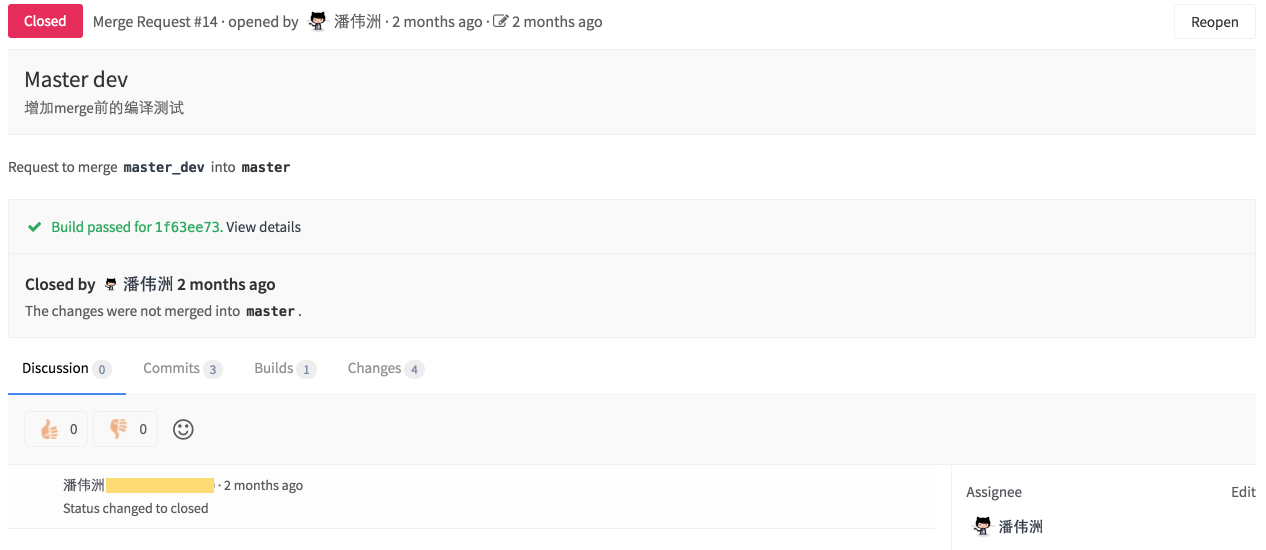 Closed Merge Request #14 · opened by 潘伟洲 · 2 months ago · 2 months ago Reopen
Master dev
增加merge前的编译测试
Request to merge master_dev into master
Build passed for 1f63ee73. View details
Closed by 潘伟洲 2 months ago
The changes were not merged into master.
Discussion 0 Commits 3 Builds 1 Changes 4
0 0
潘伟洲 · 2 months ago
Status changed to closed
Assignee Edit
潘伟洲